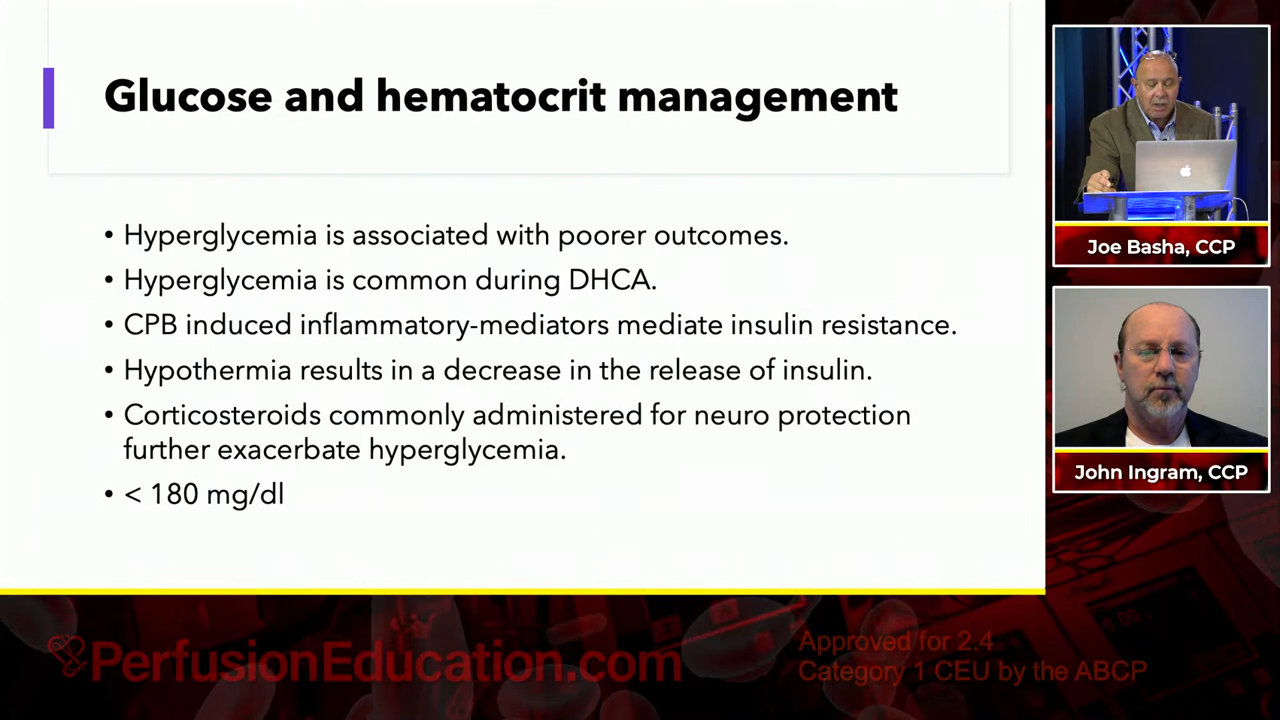 Glucose and hematocrit management
• Hyperglycemia is associated with poorer outcomes.
• Hyperglycemia is common during DHCA.
• CPB induced inflammatory-mediators mediate insulin resistance.
• Hypothermia results in a decrease in the release of insulin.
• Corticosteroids commonly administered for neuro protection
further exacerbate hyperglycemia.
• < 180 mg/dl
Joe Basha, CCP
John Ingram, CCP
PerfusionEducation.com
Approved for 2.4
Category 1 CEU by the ABCP